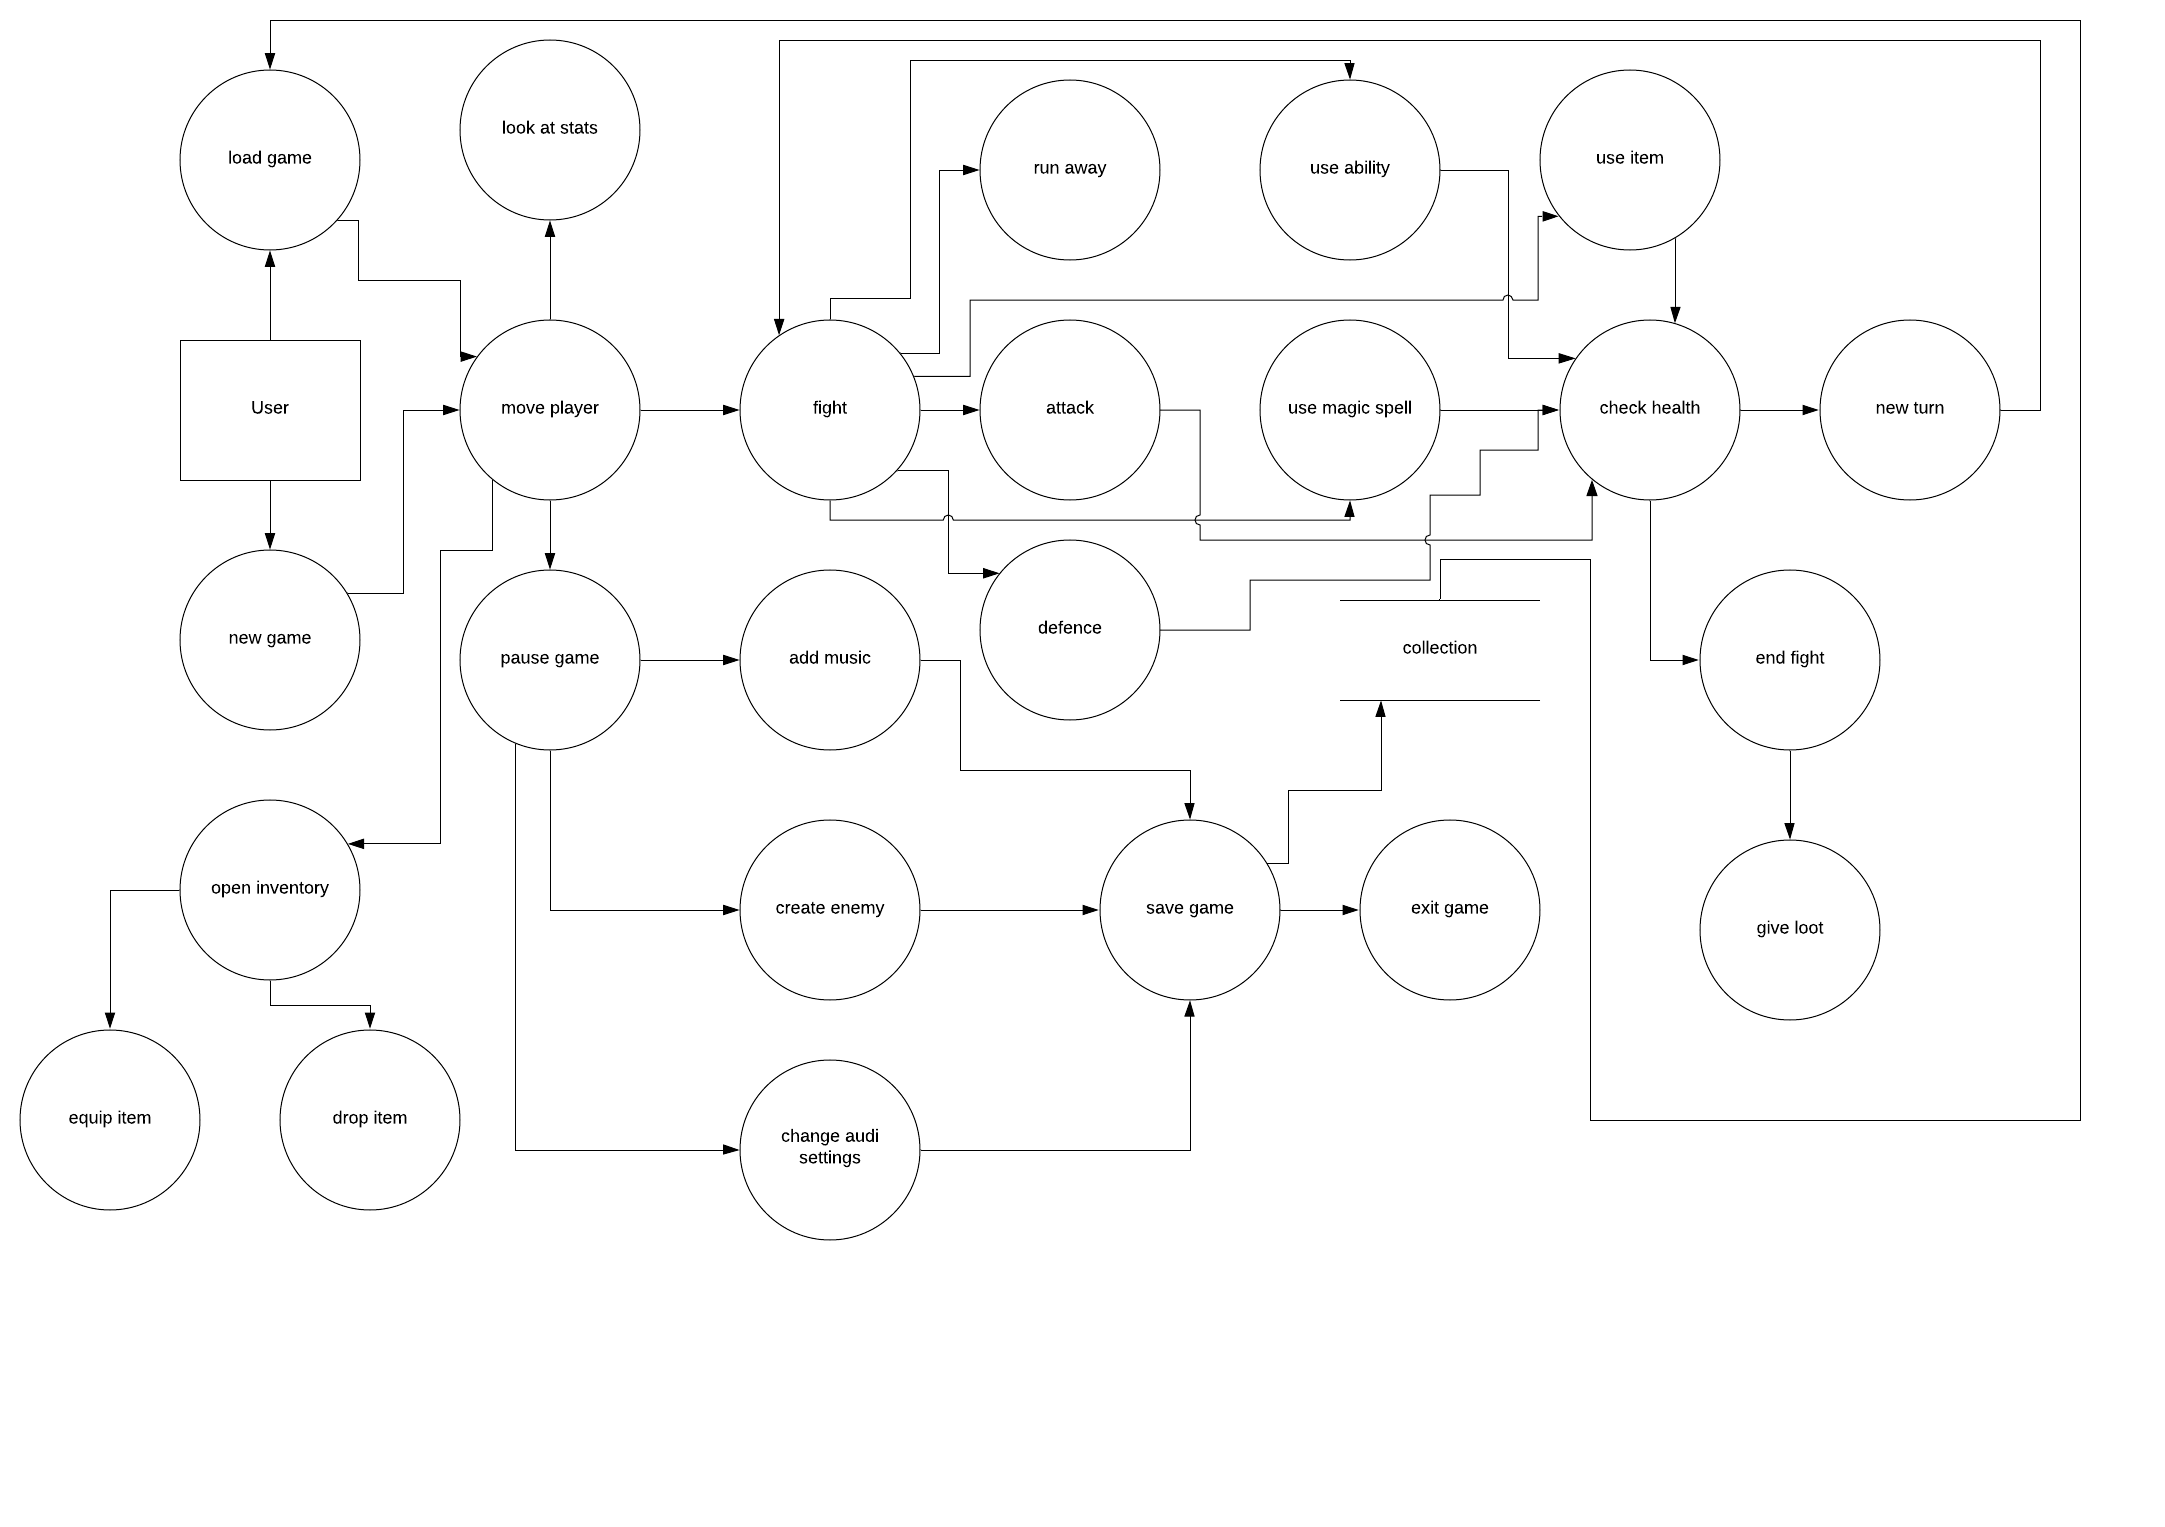 look at stats
load game
run away
use ability
use item
User
move player
fight
attack
use magic spell
check health
new turn
new game
pause game
add music
defence
collection
end fight
open inventory
create enemy
save game
exit game
give loot
equip item
drop item
change audi
settings